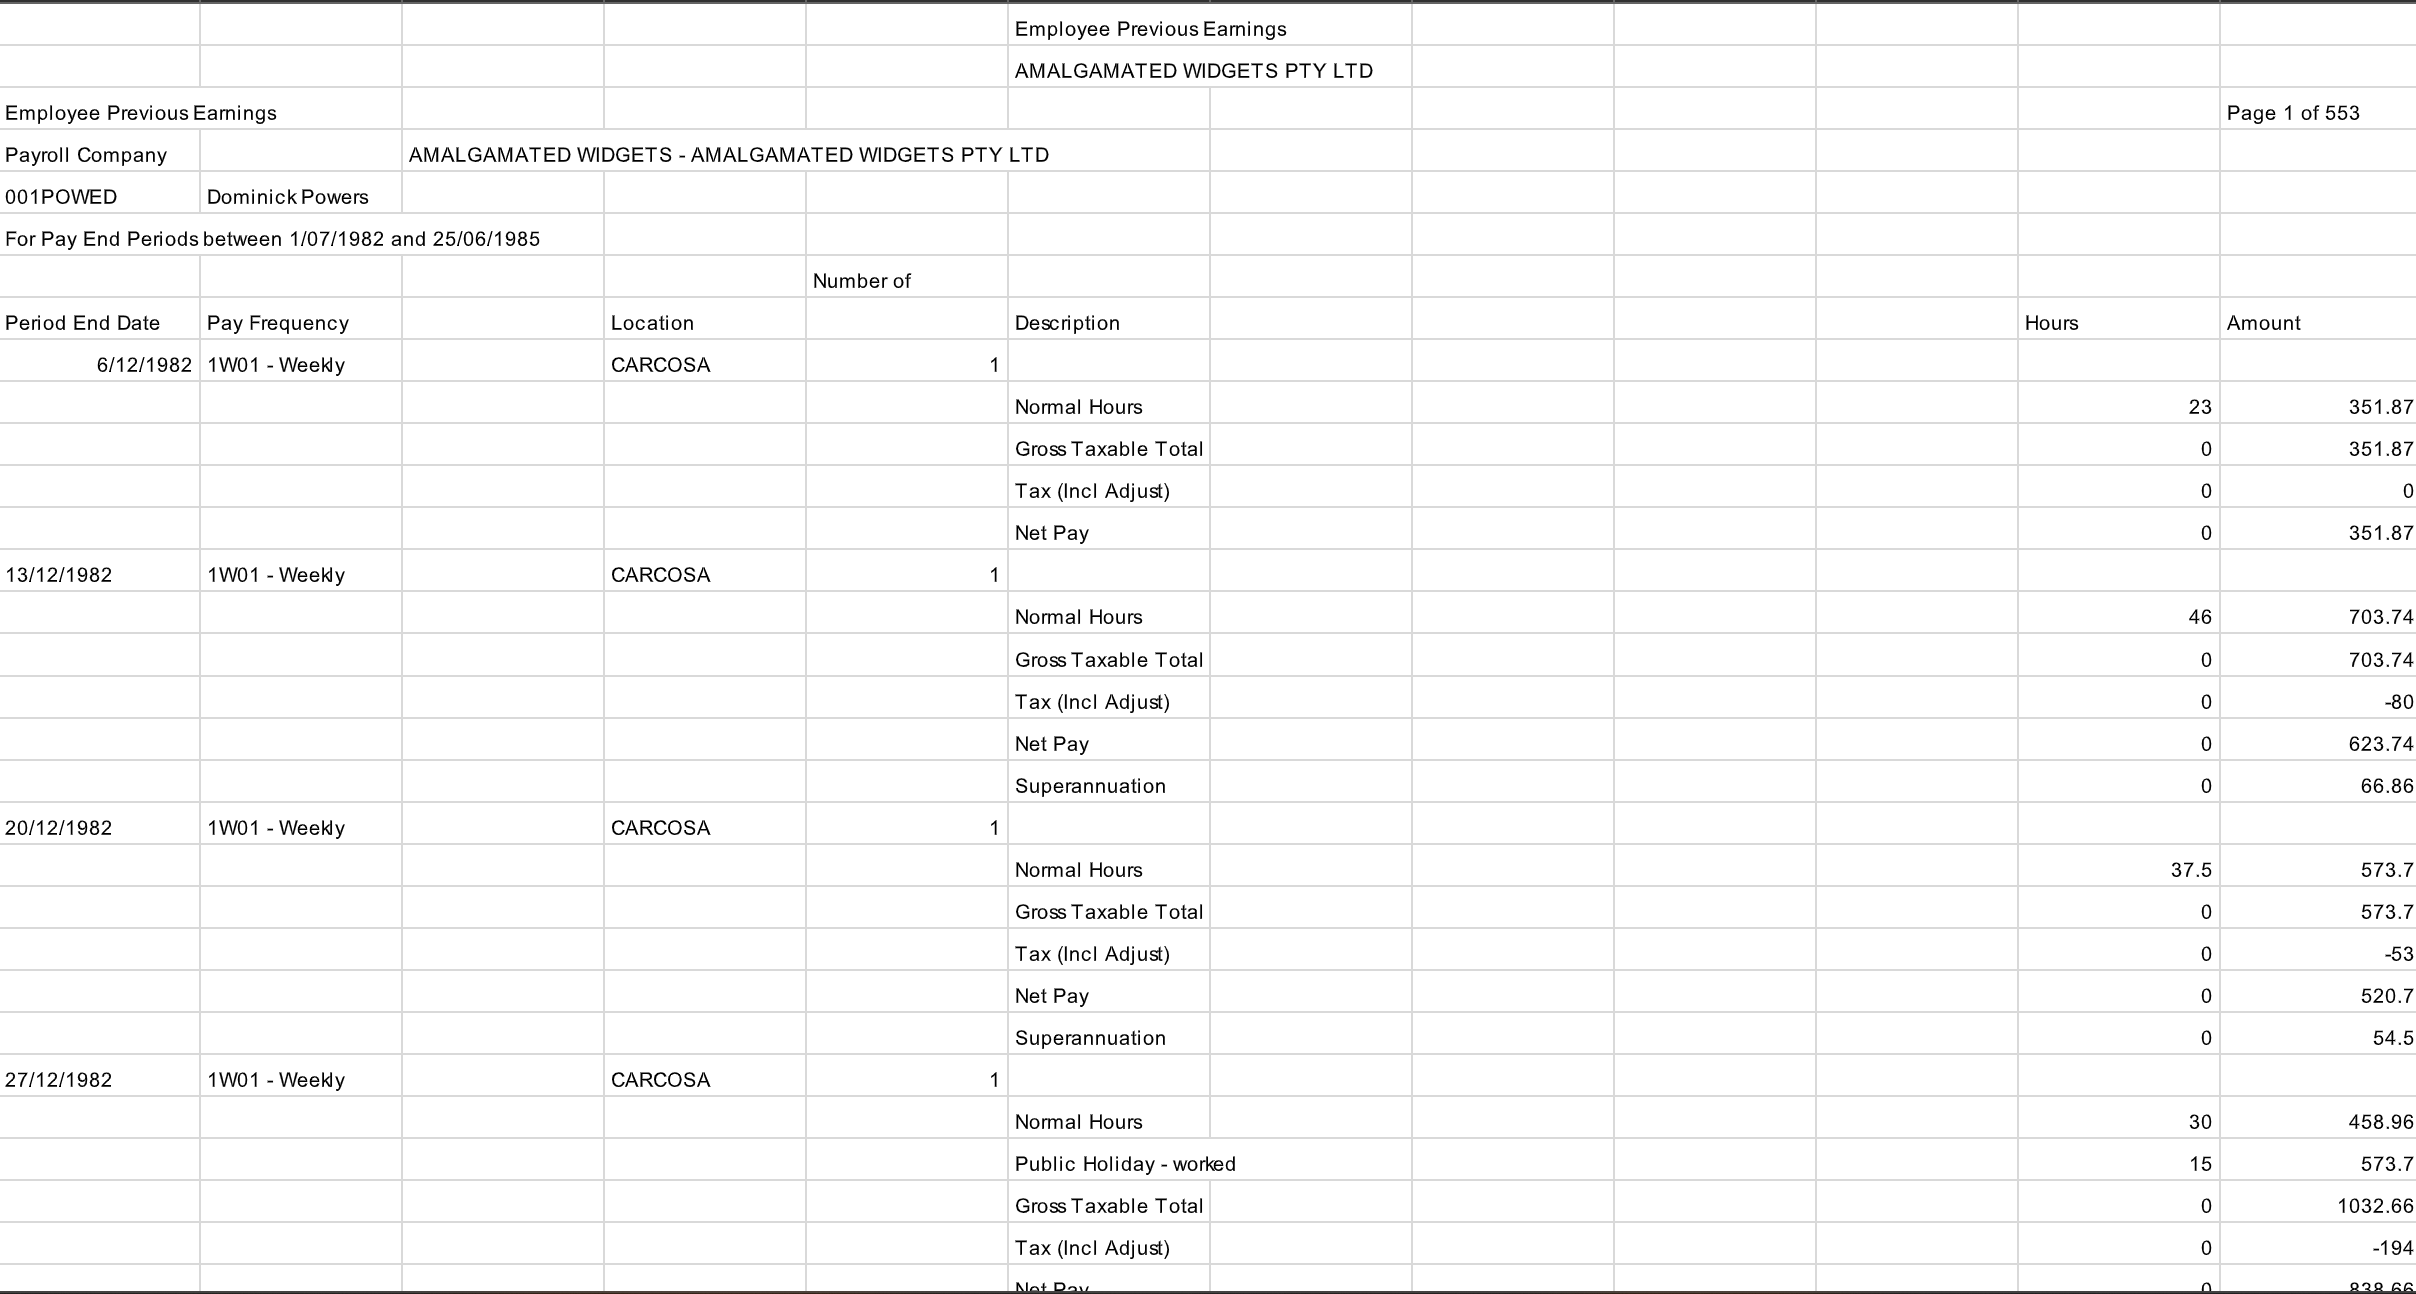 Employee Previous Earnings
AMALGAMATED WIDGETS PTY LTD
Employee Previous Earnings Page 1 of 553
Payroll Company AMALGAMATED WIDGETS - AMALGAMATED WIDGETS PTY LTD
001POWED Dominick Powers
For Pay End Periods between 1/07/1982 and 25/06/1985
Number of
Period End Date Pay Frequency Location Description Hours Amount
6/12/1982 1W01 - Weekly CARCOSA 1
Normal Hours 23 351.87
Gross Taxable Total 0 351.87
Tax (Incl Adjust) 0 0
Net Pay 0 351.87
13/12/1982 1W01 - Weekly CARCOSA 1
Normal Hours 46 703.74
Gross Taxable Total 0 703.74
Tax (Incl Adjust) 0 -80
Net Pay 0 623.74
Superannuation 0 66.86
20/12/1982 1W01 - Weekly CARCOSA 1
Normal Hours 37.5 573.7
Gross Taxable Total 0 573.7
Tax (Incl Adjust) 0 -53
Net Pay 0 520.7
Superannuation 0 54.5
27/12/1982 1W01 - Weekly CARCOSA 1
Normal Hours 30 458.96
Public Holiday - worked 15 573.7
Gross Taxable Total 0 1032.66
Tax (Incl Adjust) 0 -194
Net Pay 0 838.66